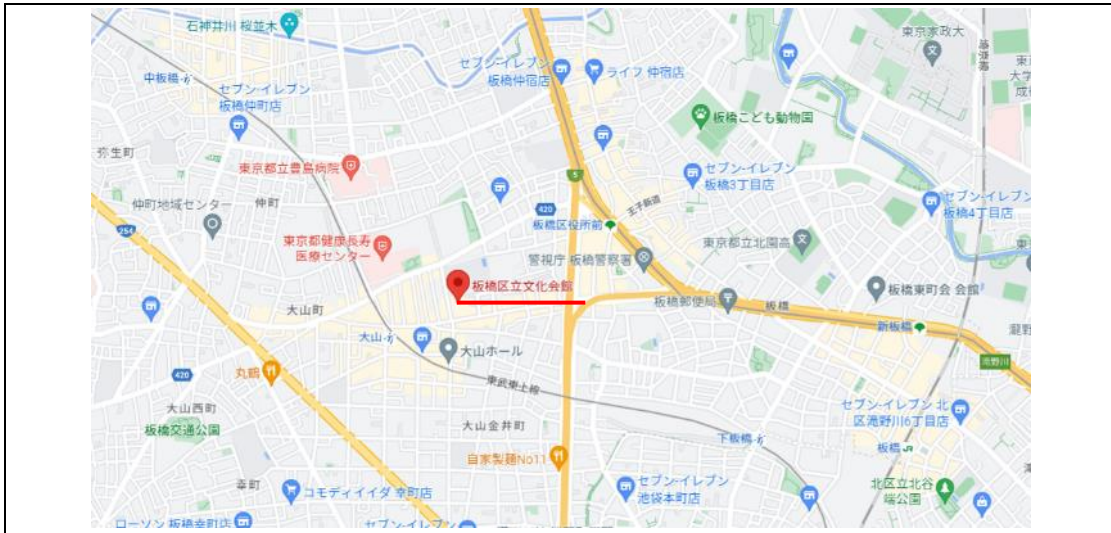 石神井川 桜並木
東京家政大
埼京線
中板橋
セブン-イレブン
板橋仲宿店
ライフ 仲宿店
セブン-イレブン
板橋仲町店
板橋こども動物園
弥生町
東京都立豊島病院
セブン-イレブン
板橋3丁目店
5
セブン-イレブン
板橋4丁目店
仲町地域センター
仲町
420
王子新道
板橋区役所前
254
東京都健康長寿
医療センター
警視庁 板橋警察署
東京都立北園高
板橋区立文化会館
板橋東町会 会館
大山町
板橋郵便局
板橋
新板橋
大山
大山ホール
滝野川
丸鶴
420
東武東上線
大山西町
板橋交通公園
大山金井町
セブン-イレブン 北
区滝野川6丁目店
下板橋
板橋
自家製麺No11
幸町
コモディイイダ 幸町店
セブン-イレブン
池袋本町店
北区立北谷
端公園
ローソン 板橋幸町店
セブン-イレブン